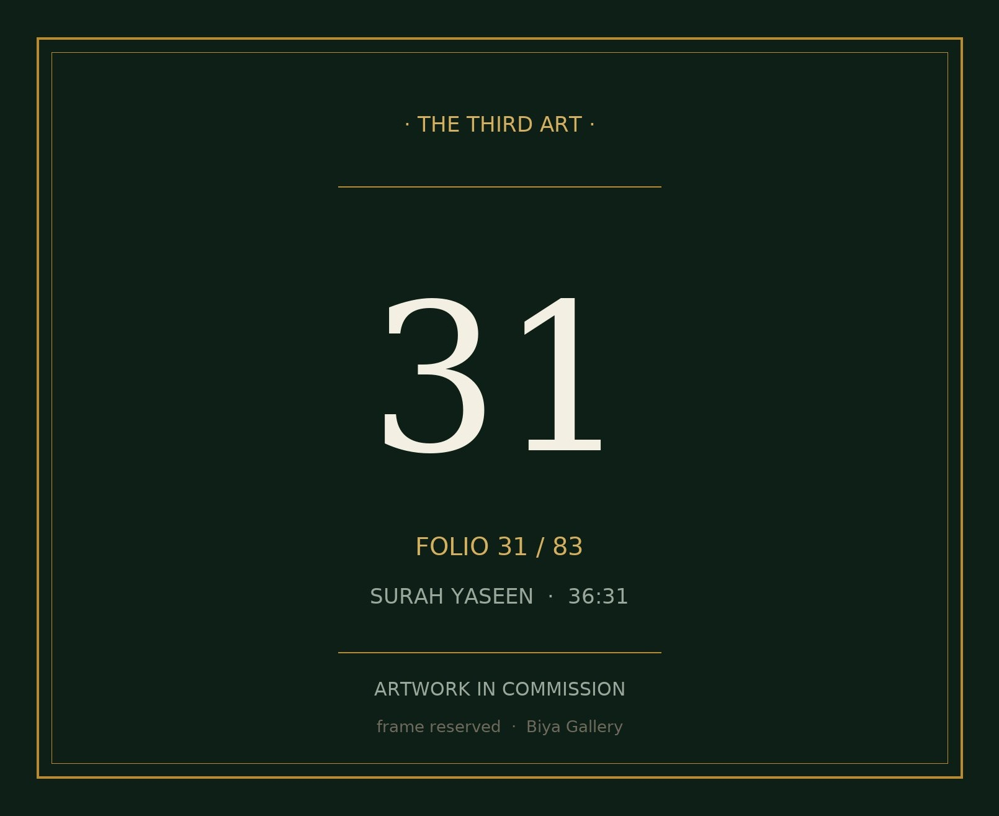 · THE THIRD ART ·
31
FOLIO 31 / 83
SURAH YASEEN · 36:31
ARTWORK IN COMMISSION
frame reserved · Biya Gallery